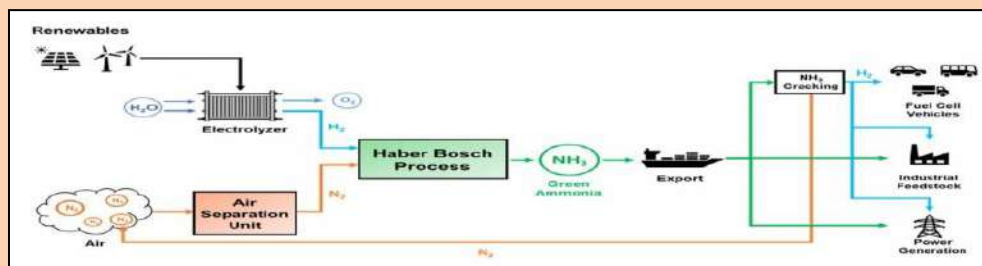 Renewables
H₂O
O₂
Electrolyzer
H₂
Haber Bosch
Process
NH₃
Green
Ammonia
Export
NH₃
Cracking
H₂
Fuel Cell
Vehicles
Industrial
Feedstock
Power
Generation
N₂
Air
Separation
Unit
N₂
Air
N₂